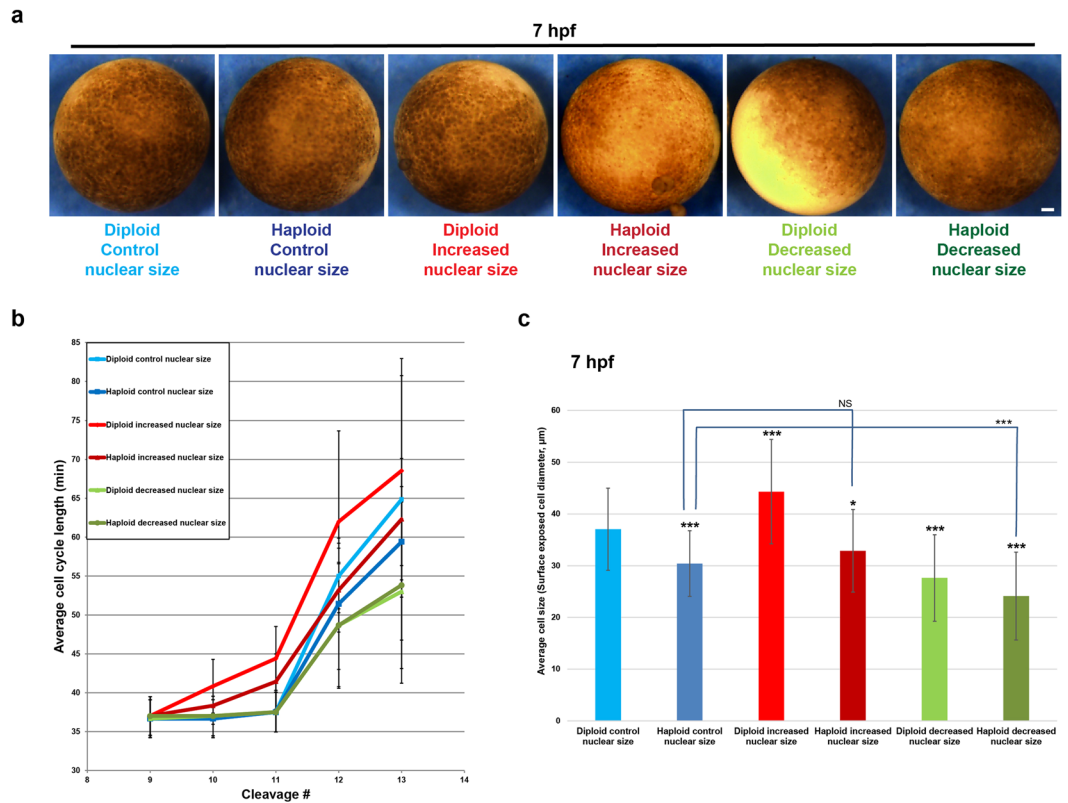 a
7 hpf
Diploid
Control
nuclear size
Haploid
Control
nuclear size
Diploid
Increased
nuclear size
Haploid
Increased
nuclear size
Diploid
Decreased
nuclear size
Haploid
Decreased
nuclear size
b
Average cell cycle length (min)
85
80
75
70
65
60
55
50
45
40
35
30
Diploid control nuclear size
Haploid control nuclear size
Diploid increased nuclear size
Haploid increased nuclear size
Diploid decreased nuclear size
Haploid decreased nuclear size
8
9
10
11
12
13
14
Cleavage #
c
7 hpf
Average cell size (Surface exposed cell diameter, µm)
60
50
40
30
20
10
0
NS
***
***
***
*
***
***
Diploid control
nuclear size
Haploid control
nuclear size
Diploid increased
nuclear size
Haploid increased
nuclear size
Diploid decreased
nuclear size
Haploid decreased
nuclear size